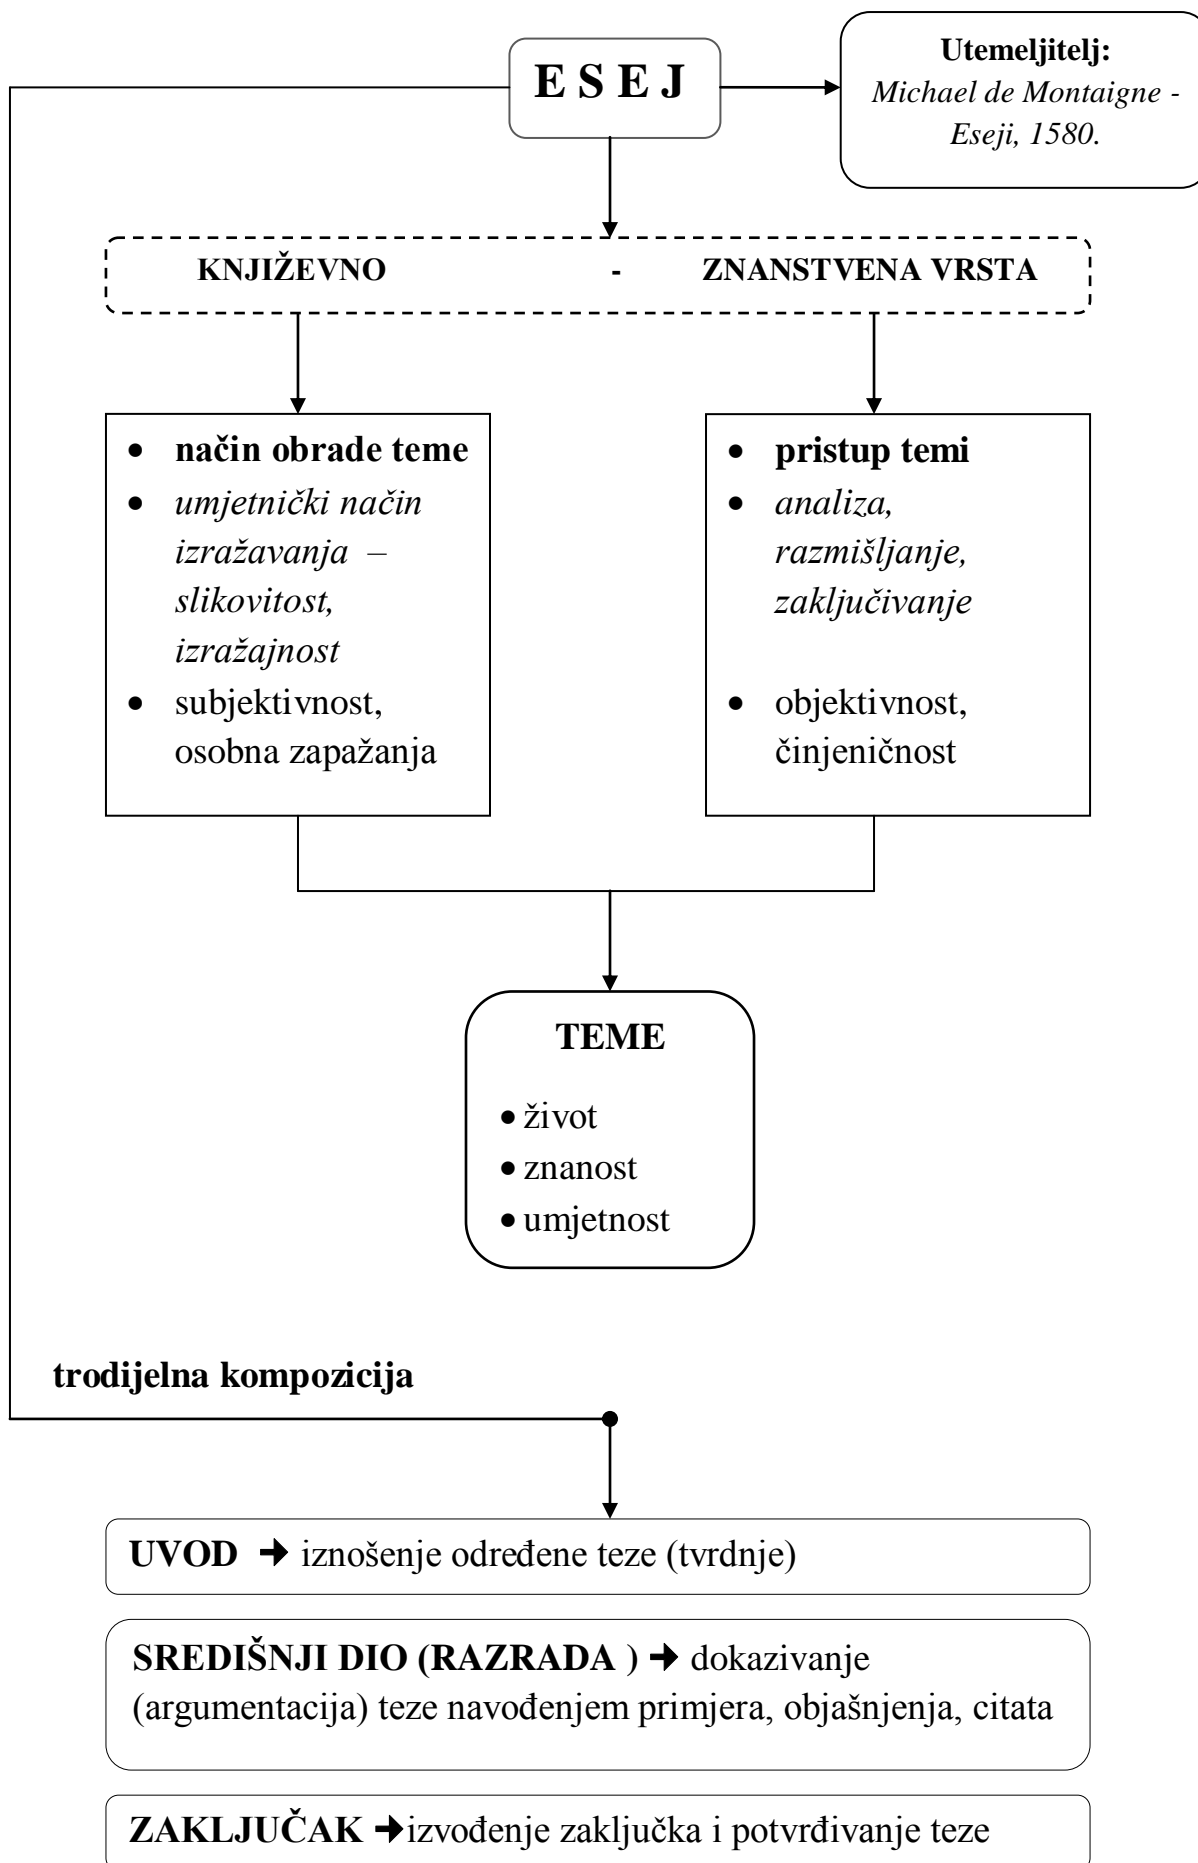 E S E J
Utemeljitelj:
Michael de Montaigne -
Eseji, 1580.
KNJIŽEVNO - ZNANSTVENA VRSTA
• način obrade teme
• umjetnički način
izražavanja –
slikovitost,
izražajnost
• subjektivnost,
osobna zapažanja
• pristup temi
• analiza,
razmišljanje,
zaključivanje
• objektivnost,
činjeničnost
TEME
• život
• znanost
• umjetnost
trodijelna kompozicija
UVOD → iznošenje određene teze (tvrdnje)
SREDIŠNJI DIO (RAZRADA ) → dokazivanje
(argumentacija) teze navođenjem primjera, objašnjenja, citata
ZAKLJUČAK →izvođenje zaključka i potvrđivanje teze